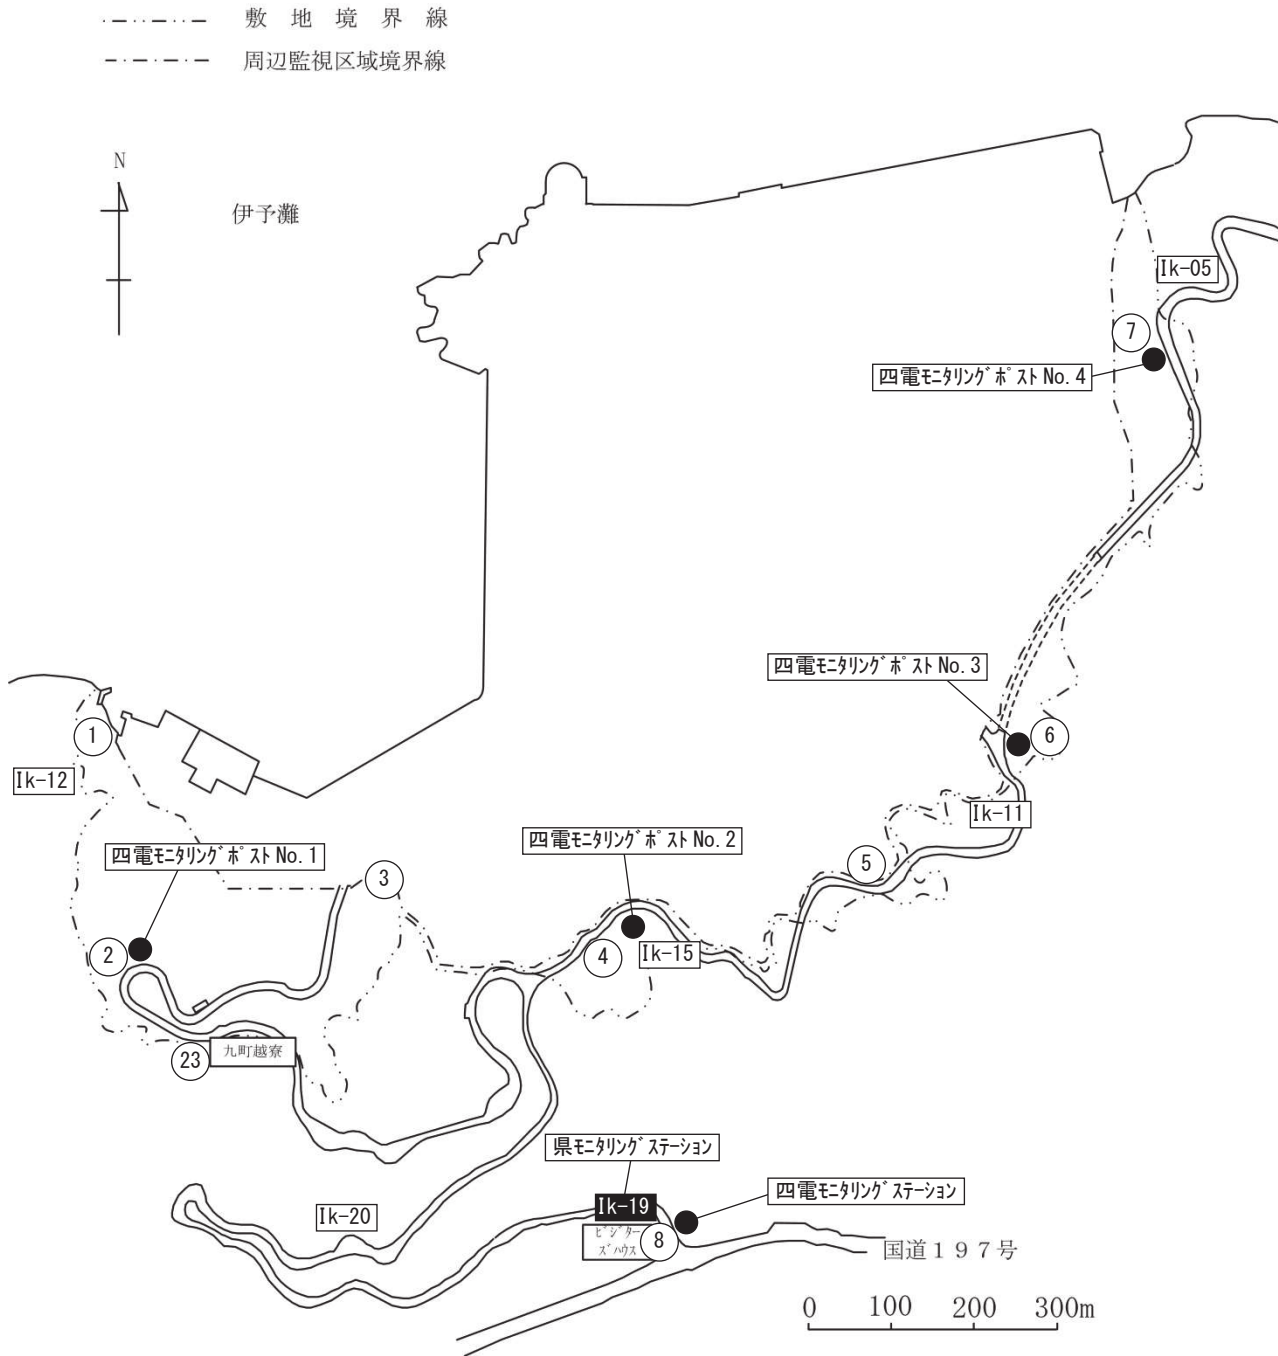 敷地境界線
周辺監視区域境界線
N
伊予灘
Ik-05
7
四電モニタリングポストNo.4
四電モニタリングポストNo.3
6
1
Ik-12
Ik-11
四電モニタリングポストNo.1
四電モニタリングポストNo.2
5
3
2
4
Ik-15
23
九町越寮
県モニタリングステーション
四電モニタリングステーション
Ik-19
Ik-20
ビジター
ズハウス
8
国道197号
0 100 200 300m